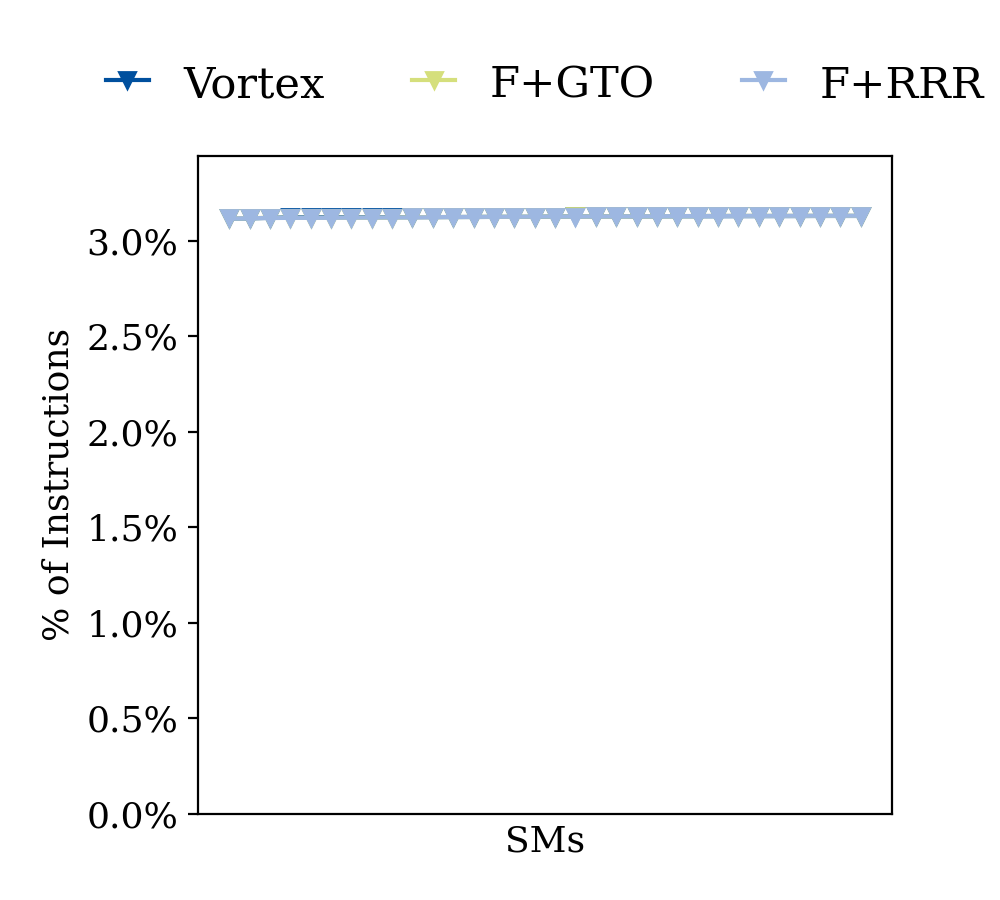 Vortex F+GTO F+RRR
3.0%
2.5%
2.0%
1.5%
1.0%
0.5%
0.0%
% of Instructions
SMs